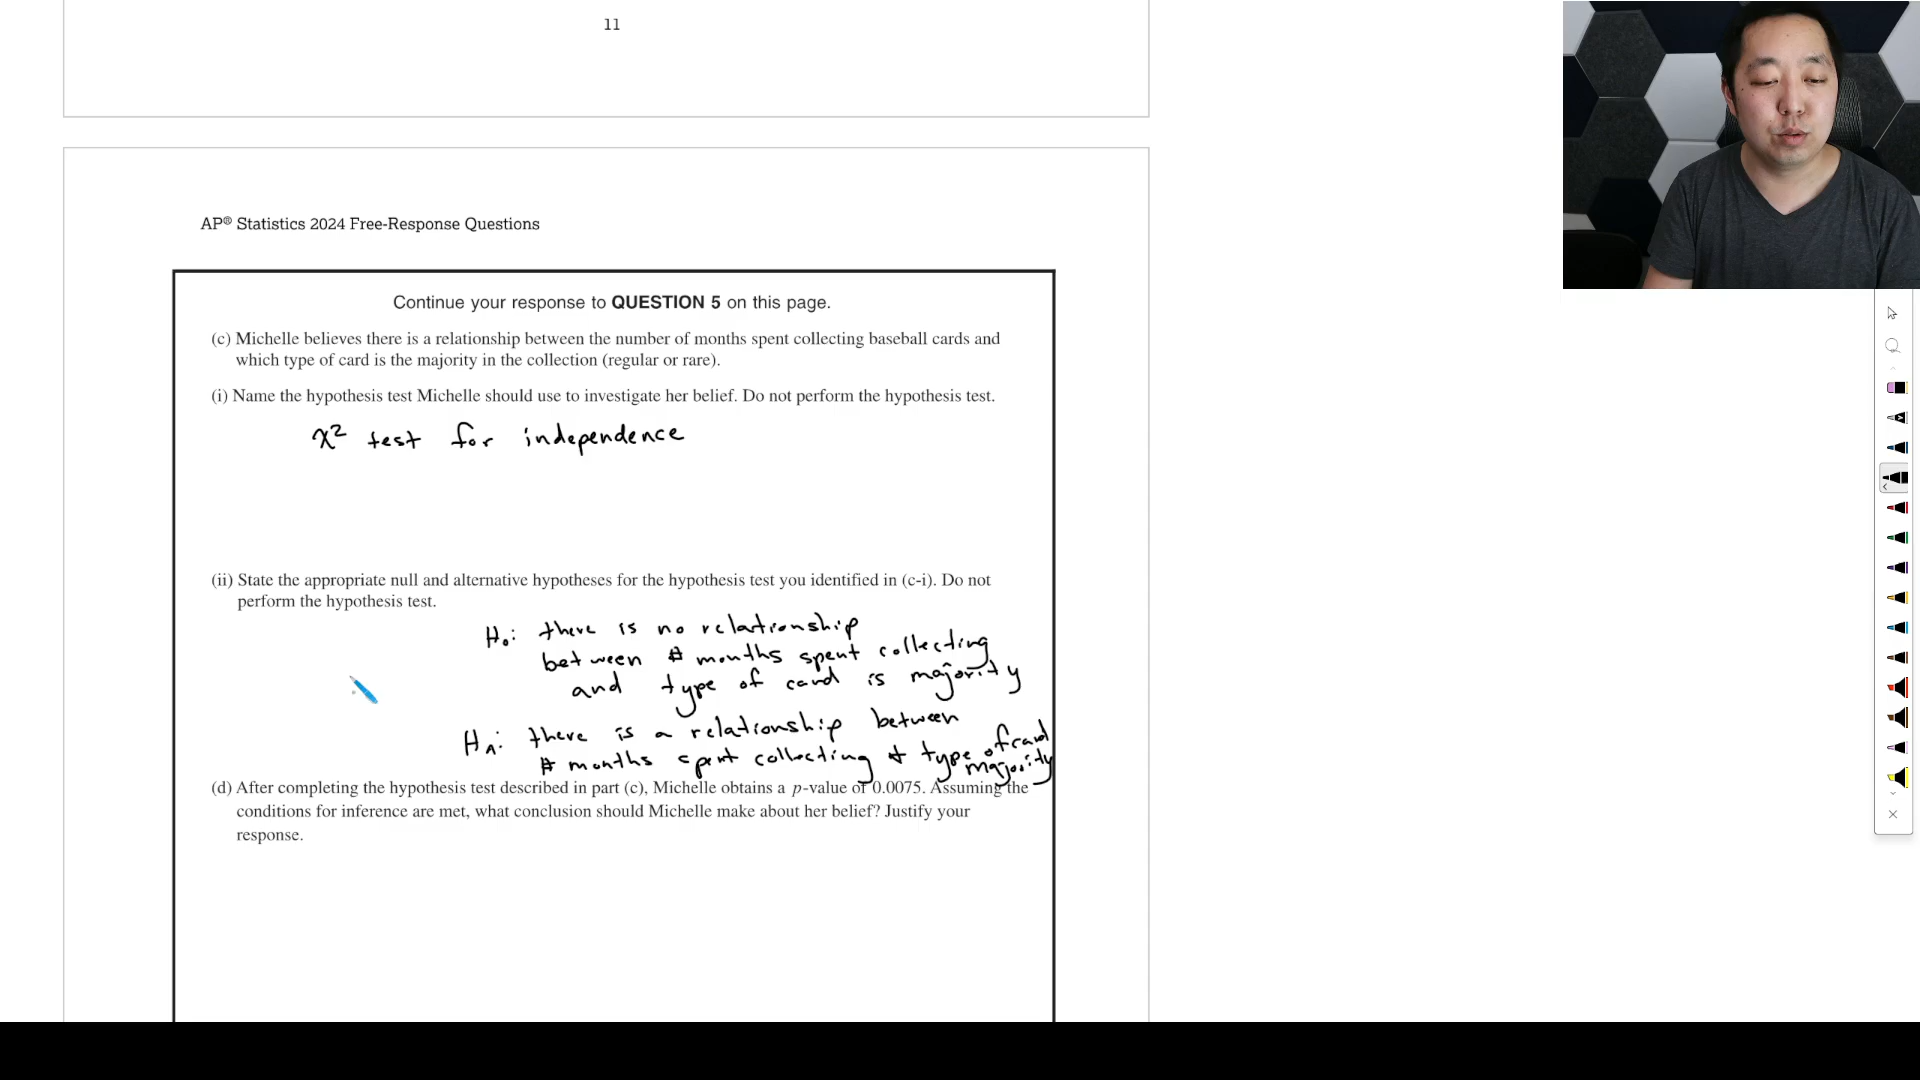 11
AP® Statistics 2024 Free-Response Questions
Continue your response to QUESTION 5 on this page.
(c) Michelle believes there is a relationship between the number of months spent collecting baseball cards and
which type of card is the majority in the collection (regular or rare).
(i) Name the hypothesis test Michelle should use to investigate her belief. Do not perform the hypothesis test.
χ² test for independence
(ii) State the appropriate null and alternative hypotheses for the hypothesis test you identified in (c-i). Do not
perform the hypothesis test.
H₀: there is no relationship
between # months spent collecting
and type of card is majority
Hₐ: there is a relationship between
# months spent collecting & type of card
majority
(d) After completing the hypothesis test described in part (c), Michelle obtains a p-value of 0.0075. Assuming the
conditions for inference are met, what conclusion should Michelle make about her belief? Justify your
response.